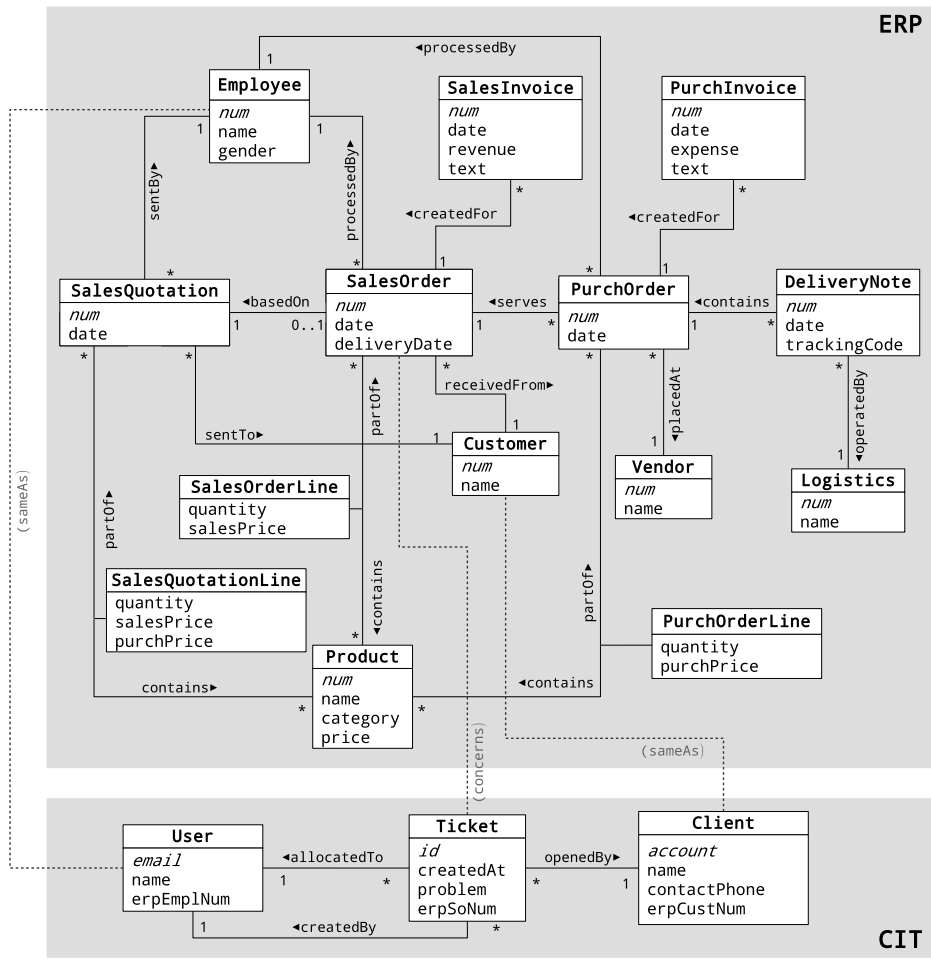 ERP
◄processedBy
1
Employee
num
name
gender
SalesInvoice
num
date
revenue
text
PurchInvoice
num
date
expense
text
1
1
*
*
sentBy►
processedBy►
◄createdFor
◄createdFor
*
*
1
*
1
SalesQuotation
num
date
◄basedOn
1
0..1
SalesOrder
num
date
deliveryDate
◄serves
1
*
PurchOrder
num
date
◄contains
1
*
DeliveryNote
num
date
trackingCode
*
*
*
*
*
*
*
partOf►
receivedFrom►
◄placedAt
◄operatedBy
sentTo►
1
1
1
1
Customer
num
name
Vendor
num
name
Logistics
num
name
(sameAs)
partOf►
SalesOrderLine
quantity
salesPrice
SalesQuotationLine
quantity
salesPrice
purchPrice
◄contains
partOf►
PurchOrderLine
quantity
purchPrice
*
Product
num
name
category
price
contains►
*
*
◄contains
(concerns)
(sameAs)
User
email
name
erpEmplNum
◄allocatedTo
1
*
Ticket
id
createdAt
problem
erpSoNum
openedBy►
*
1
Client
account
name
contactPhone
erpCustNum
1
◄createdBy
*
CIT